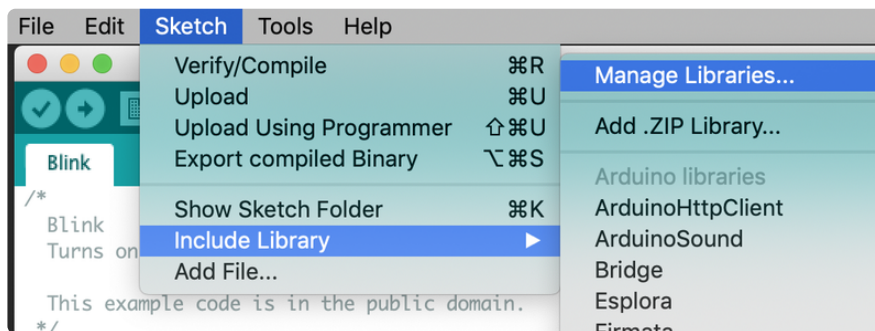 File Edit Sketch Tools Help
Verify/Compile ⌘R
Upload ⌘U
Upload Using Programmer ⇧⌘U
Export compiled Binary ⌥⌘S
Show Sketch Folder ⌘K
Include Library
Add File...
Manage Libraries...
Add .ZIP Library...
Arduino libraries
ArduinoHttpClient
ArduinoSound
Bridge
Esplora
Firmata
Blink
/*
Blink
Turns on
This example code is in the public domain.
*/